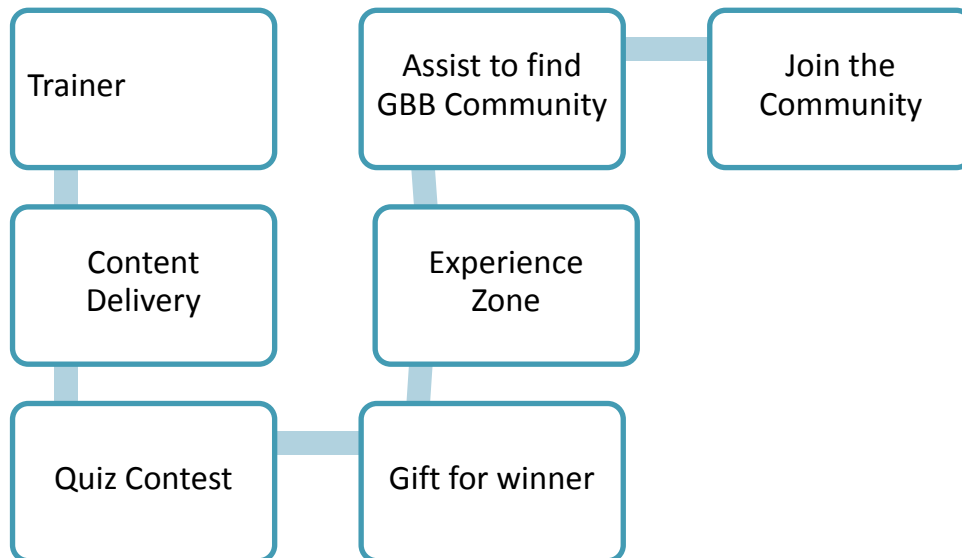 Trainer
Content
Delivery
Quiz Contest
Gift for winner
Experience
Zone
Assist to find
GBB Community
Join the
Community